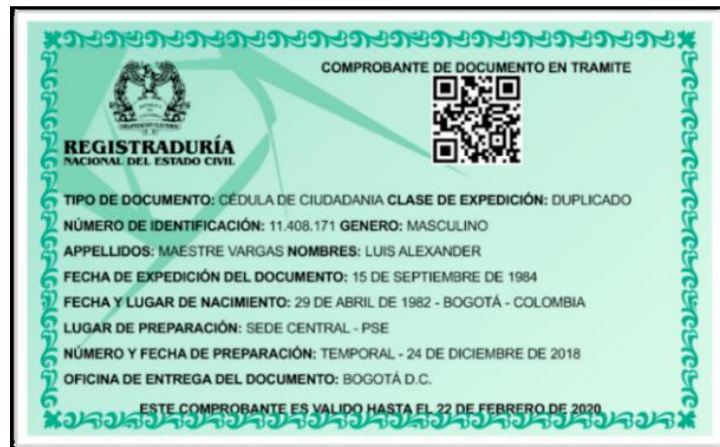 COMPROBANTE DE DOCUMENTO EN TRAMITE
REGISTRADURÍA
NACIONAL DEL ESTADO CIVIL
TIPO DE DOCUMENTO: CÉDULA DE CIUDADANIA CLASE DE EXPEDICIÓN: DUPLICADO
NÚMERO DE IDENTIFICACIÓN: 11.408.171 GENERO: MASCULINO
APPELLIDOS: MAESTRE VARGAS NOMBRES: LUIS ALEXANDER
FECHA DE EXPEDICIÓN DEL DOCUMENTO: 15 DE SEPTIEMBRE DE 1984
FECHA Y LUGAR DE NACIMIENTO: 29 DE ABRIL DE 1982 - BOGOTÁ - COLOMBIA
LUGAR DE PREPARACIÓN: SEDE CENTRAL - PSE
NÚMERO Y FECHA DE PREPARACIÓN: TEMPORAL - 24 DE DICIEMBRE DE 2018
OFICINA DE ENTREGA DEL DOCUMENTO: BOGOTÁ D.C.
ESTE COMPROBANTE ES VALIDO HASTA EL 22 DE FEBRERO DE 2020